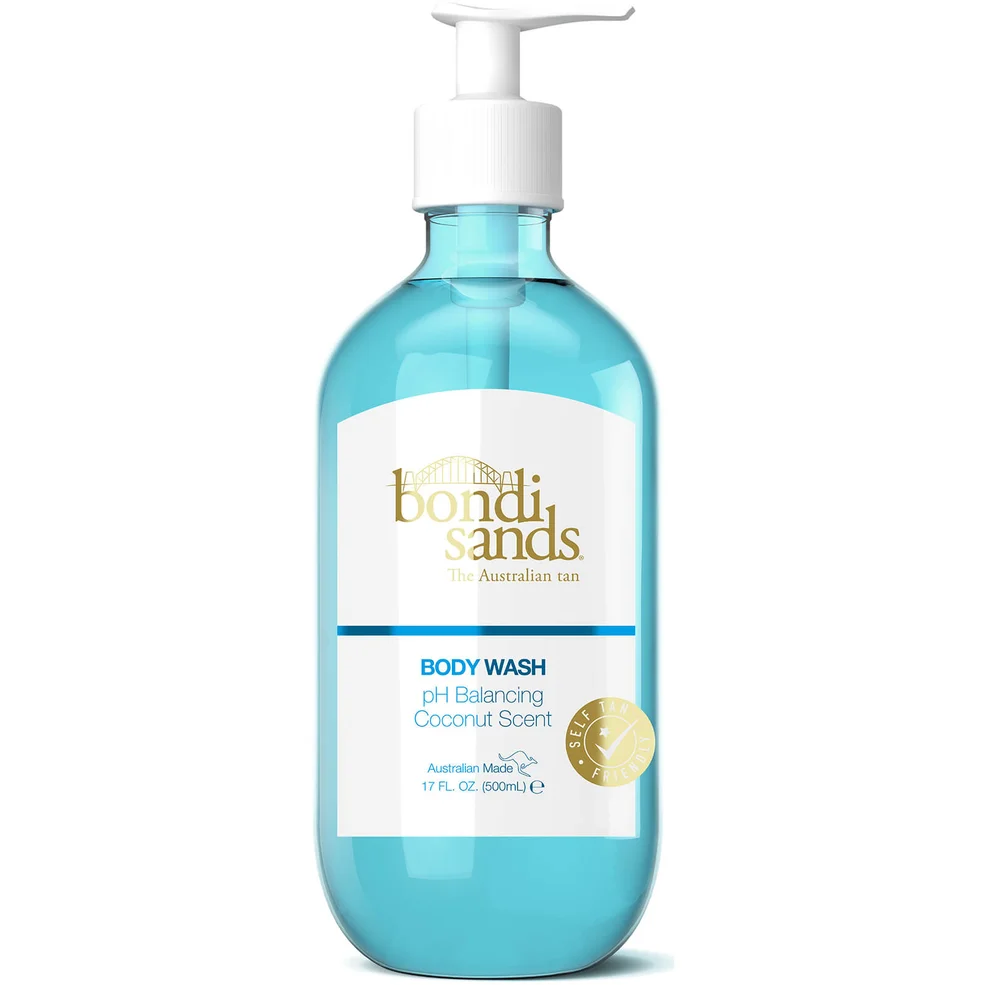 bondi
sands®
The Australian tan
BODY WASH
pH Balancing
Coconut Scent
Australian Made
17 FL. OZ. (500mL) ℮
SELF TAN
• FRIENDLY •